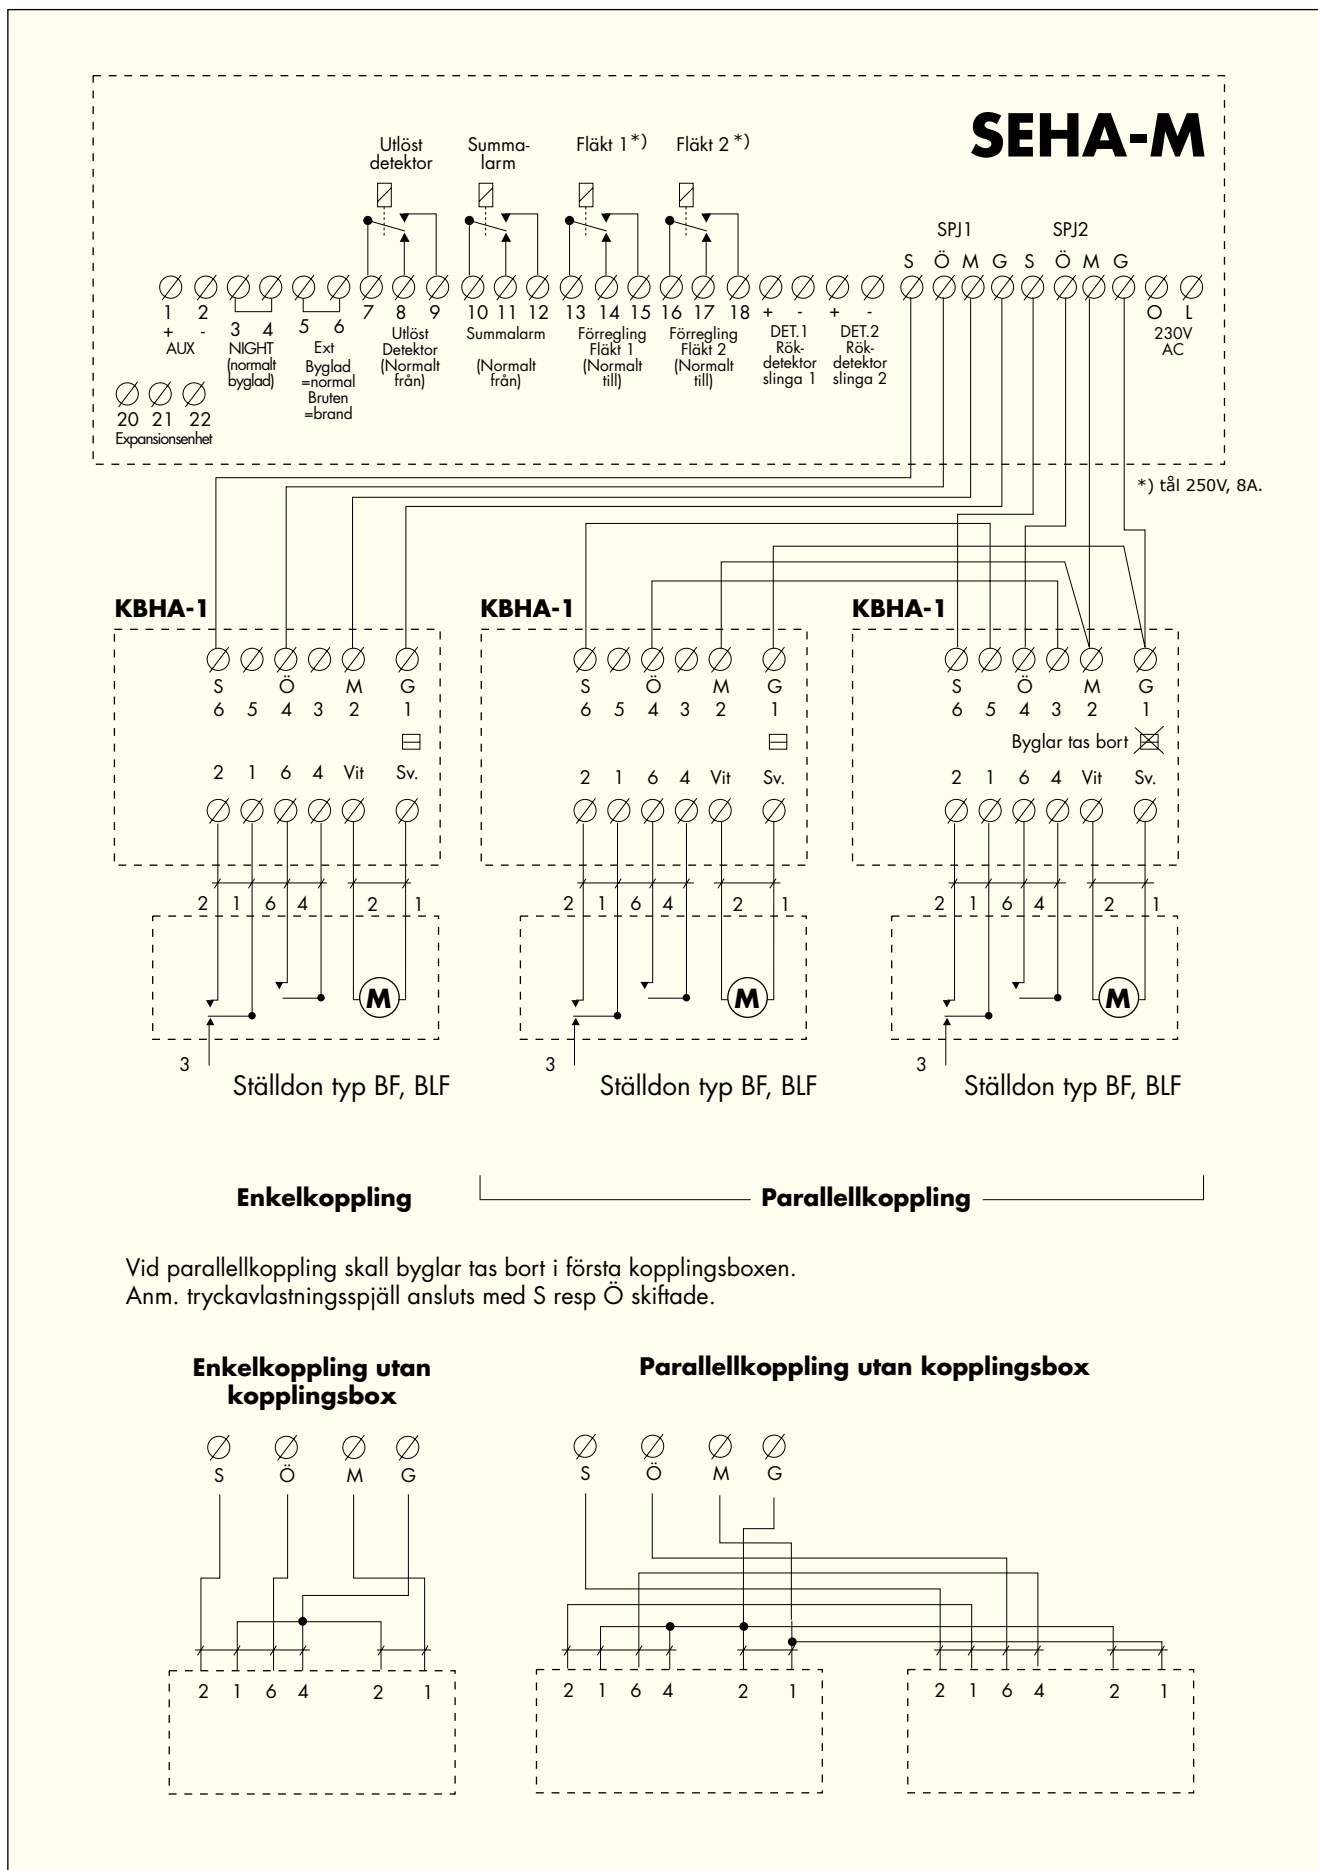 SEHA-M
Utlöst
detektor
Summa-
larm
Fläkt 1*)
Fläkt 2*)
SPJ1
SPJ2
S Ö M G S Ö M G
1 2 3 4 5 6 7 8 9 10 11 12 13 14 15 16 17 18 + - + - O L
+ -
AUX
NIGHT
(normalt
byglad)
Ext
Byglad
=normal
Bruten
=brand
Utlöst
Detektor
(Normalt
från)
Summalarm
(Normalt
från)
Förregling
Fläkt 1
(Normalt
till)
Förregling
Fläkt 2
(Normalt
till)
DET.1
Rök-
detektor
slinga 1
DET.2
Rök-
detektor
slinga 2
230V
AC
20 21 22
Expansionsenhet
*) tål 250V, 8A.
KBHA-1
S Ö M G
6 5 4 3 2 1
2 1 6 4 Vit Sv.
2 1 6 4 2 1
M
3
Ställdon typ BF, BLF
KBHA-1
S Ö M G
6 5 4 3 2 1
2 1 6 4 Vit Sv.
2 1 6 4 2 1
M
3
Ställdon typ BF, BLF
KBHA-1
S Ö M G
6 5 4 3 2 1
Byglar tas bort
2 1 6 4 Vit Sv.
2 1 6 4 2 1
M
3
Ställdon typ BF, BLF
Enkelkoppling
Parallellkoppling
Vid parallellkoppling skall byglar tas bort i första kopplingsboxen.
Anm. tryckavlastningsspjäll ansluts med S resp Ö skiftade.
Enkelkoppling utan
kopplingsbox
S Ö M G
2 1 6 4 2 1
Parallellkoppling utan kopplingsbox
S Ö M G
2 1 6 4 2 1
2 1 6 4 2 1